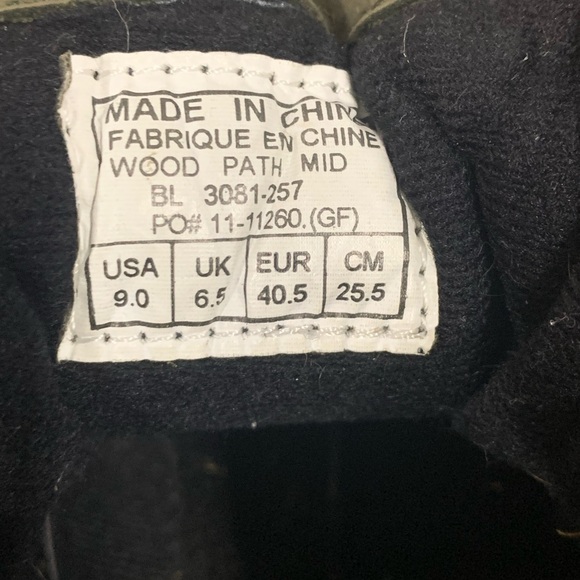 MADE IN CHINA
FABRIQUE EN CHINE
WOOD PATH MID
BL 3081-257
PO# 11-11260.(GF)
USA UK EUR CM
9.0 6.5 40.5 25.5